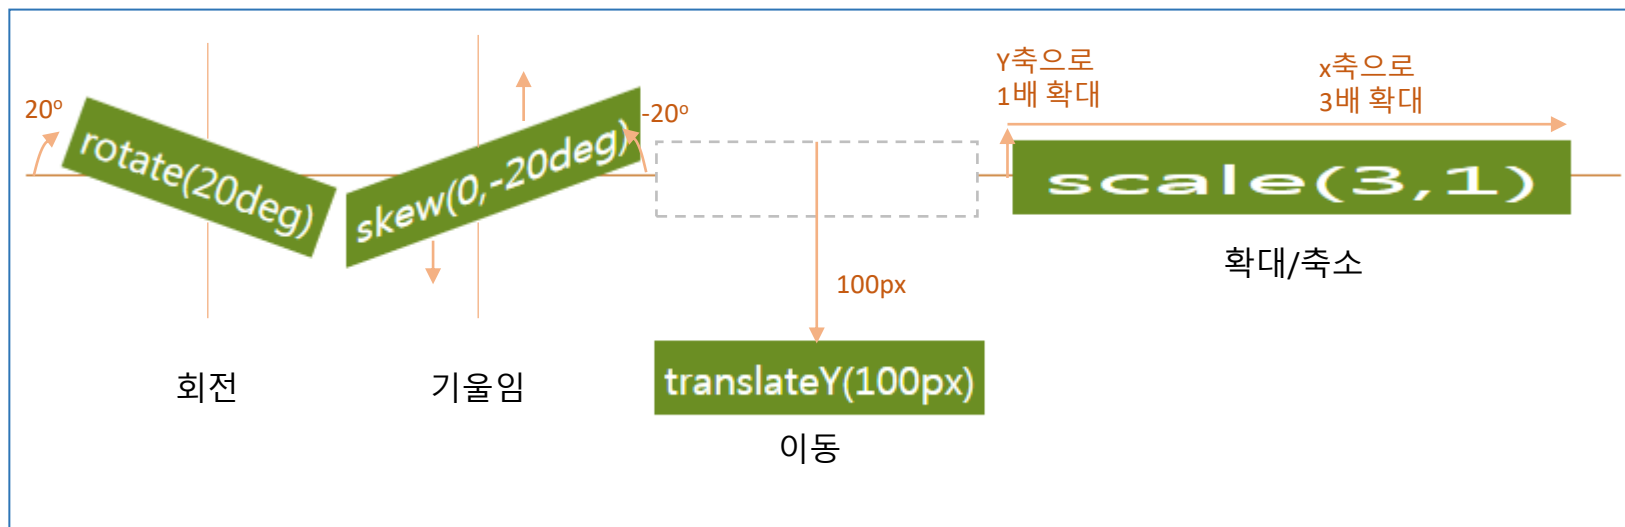 20º
rotate(20deg)
회전
skew(0,-20deg)
-20º
기울임
100px
translateY(100px)
이동
Y축으로
1배 확대
x축으로
3배 확대
scale(3,1)
확대/축소